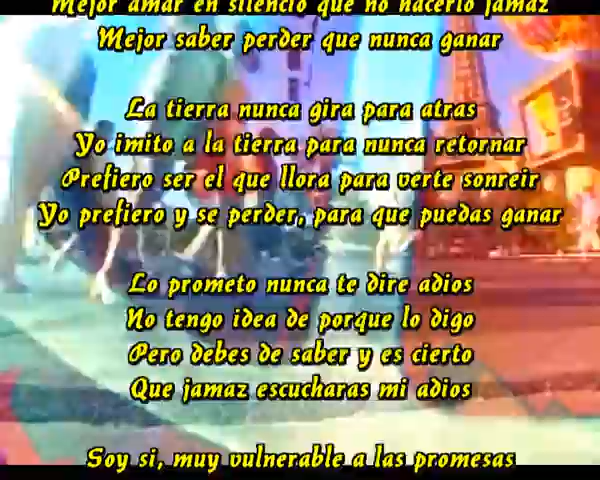 Mejor amar en silencio que no hacerlo jamaz
Mejor saber perder que nunca ganar
La tierra nunca gira para atras
Yo imito a la tierra para nunca retornar
Prefiero ser el que llora para verte sonreir
Yo prefiero y se perder, para que puedas ganar
Lo prometo nunca te dire adios
No tengo idea de porque lo digo
Pero debes de saber y es cierto
Que jamaz escucharas mi adios
Soy si, muy vulnerable a las promesas